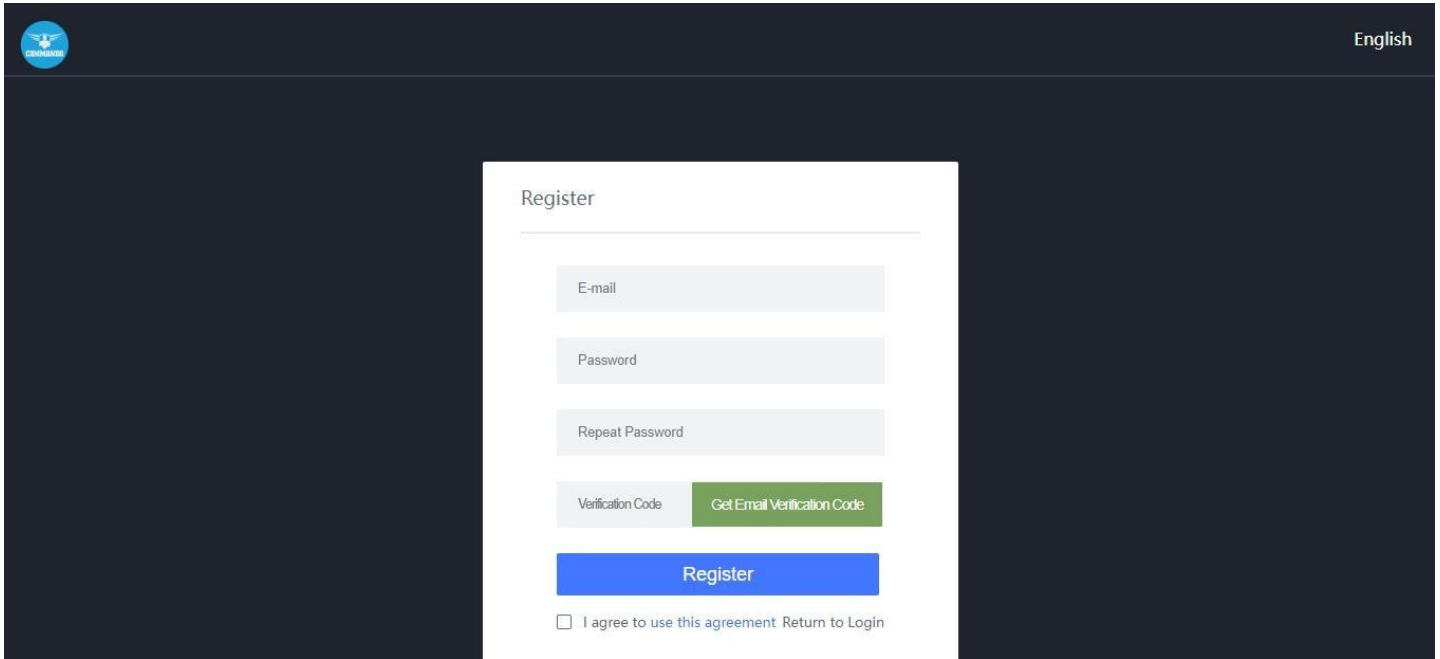 COMMANDO
English
Register
E-mail
Password
Repeat Password
Verification Code Get Email Verification Code
Register
I agree to use this agreement Return to Login